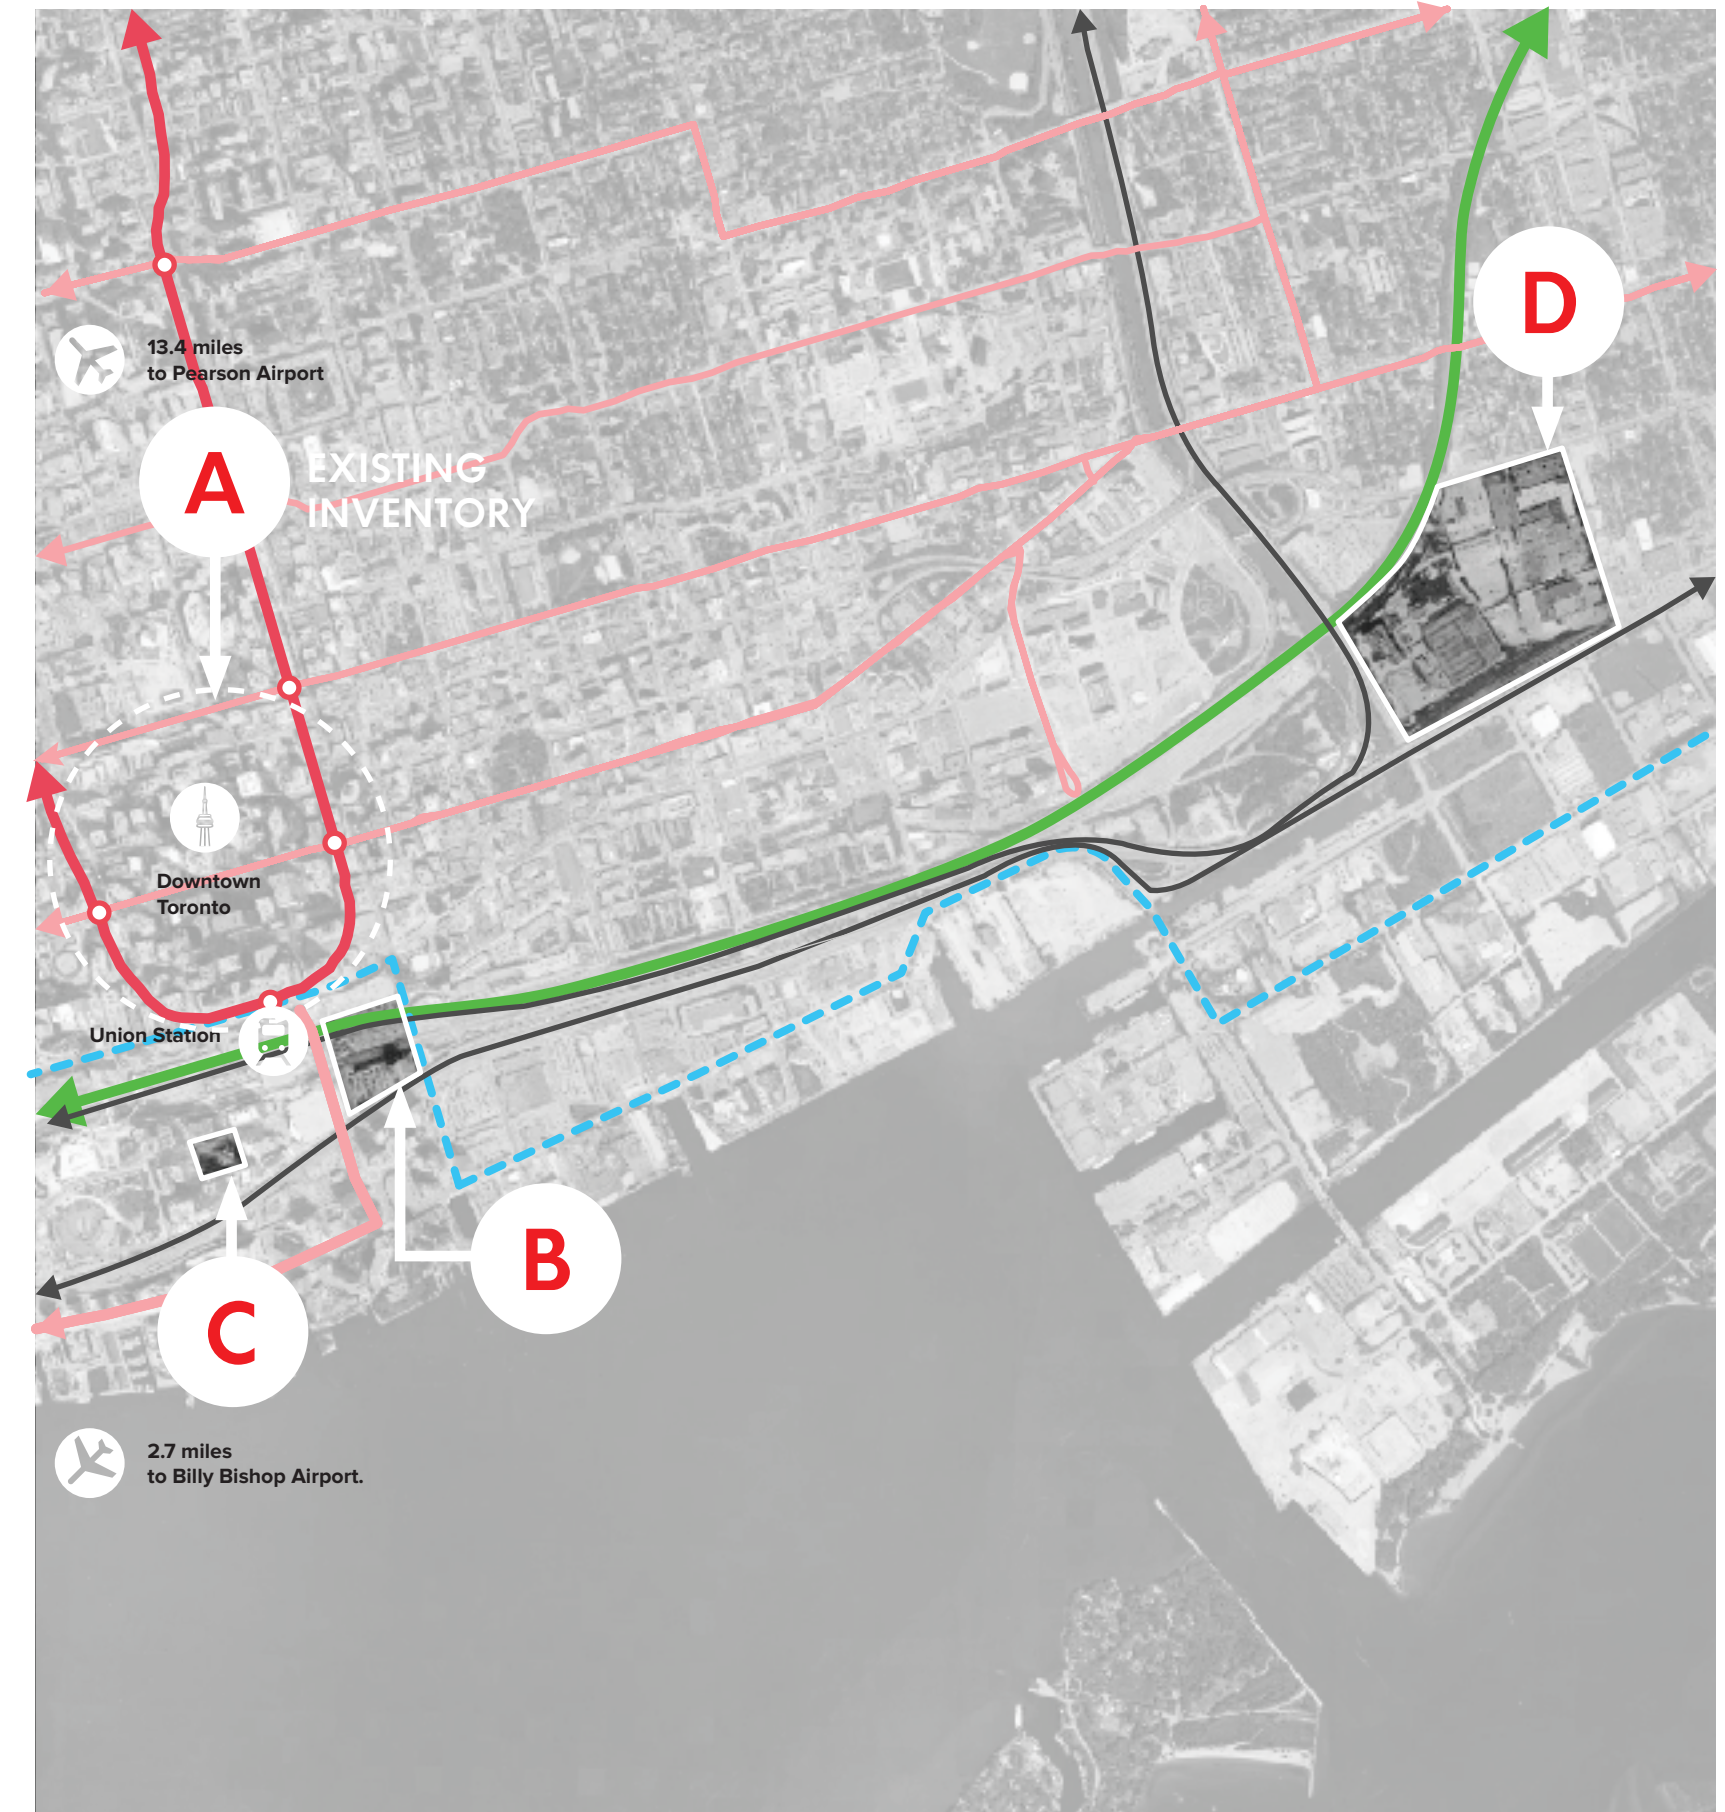 D
13.4 miles
to Pearson Airport
A
EXISTING
INVENTORY
Downtown
Toronto
Union Station
B
C
2.7 miles
to Billy Bishop Airport.